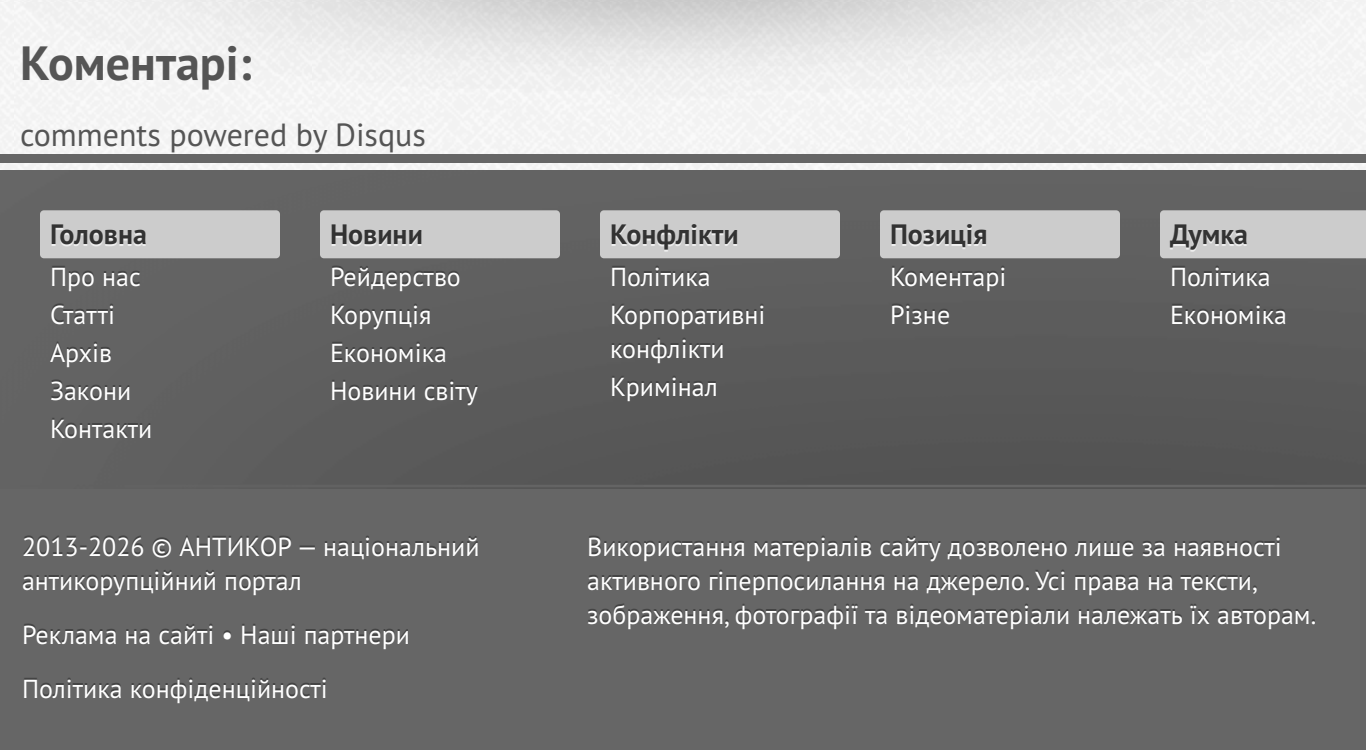 Коментарі:
comments powered by Disqus
Головна
Про нас
Статті
Архів
Закони
Контакти
Новини
Рейдерство
Корупція
Економіка
Новини світу
Конфлікти
Політика
Корпоративні
конфлікти
Кримінал
Позиція
Коментарі
Різне
Думка
Політика
Економіка
2013-2026 © АНТИКОР — національний
антикорупційний портал
Реклама на сайті • Наші партнери
Політика конфіденційності
Використання матеріалів сайту дозволено лише за наявності
активного гіперпосилання на джерело. Усі права на тексти,
зображення, фотографії та відеоматеріали належать їх авторам.